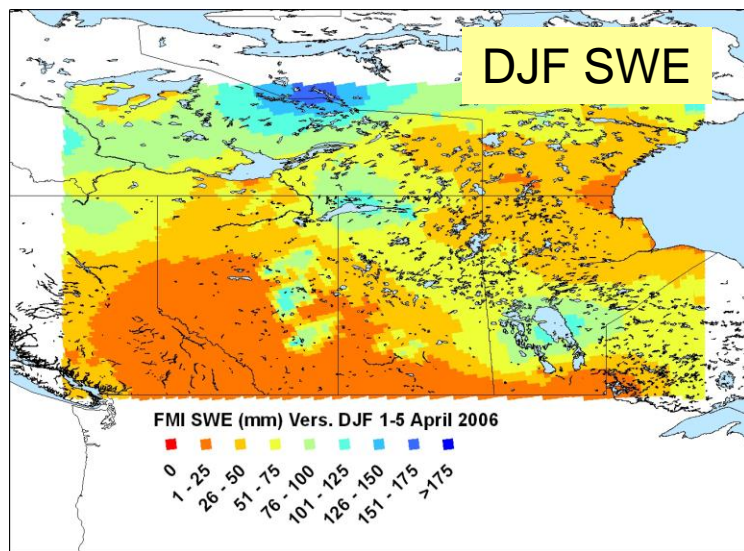 DJF SWE
FMI SWE (mm) Vers. DJF 1-5 April 2006
0
1 - 25
26 - 50
51 - 75
76 - 100
101 - 125
126 - 150
151 - 175
>175